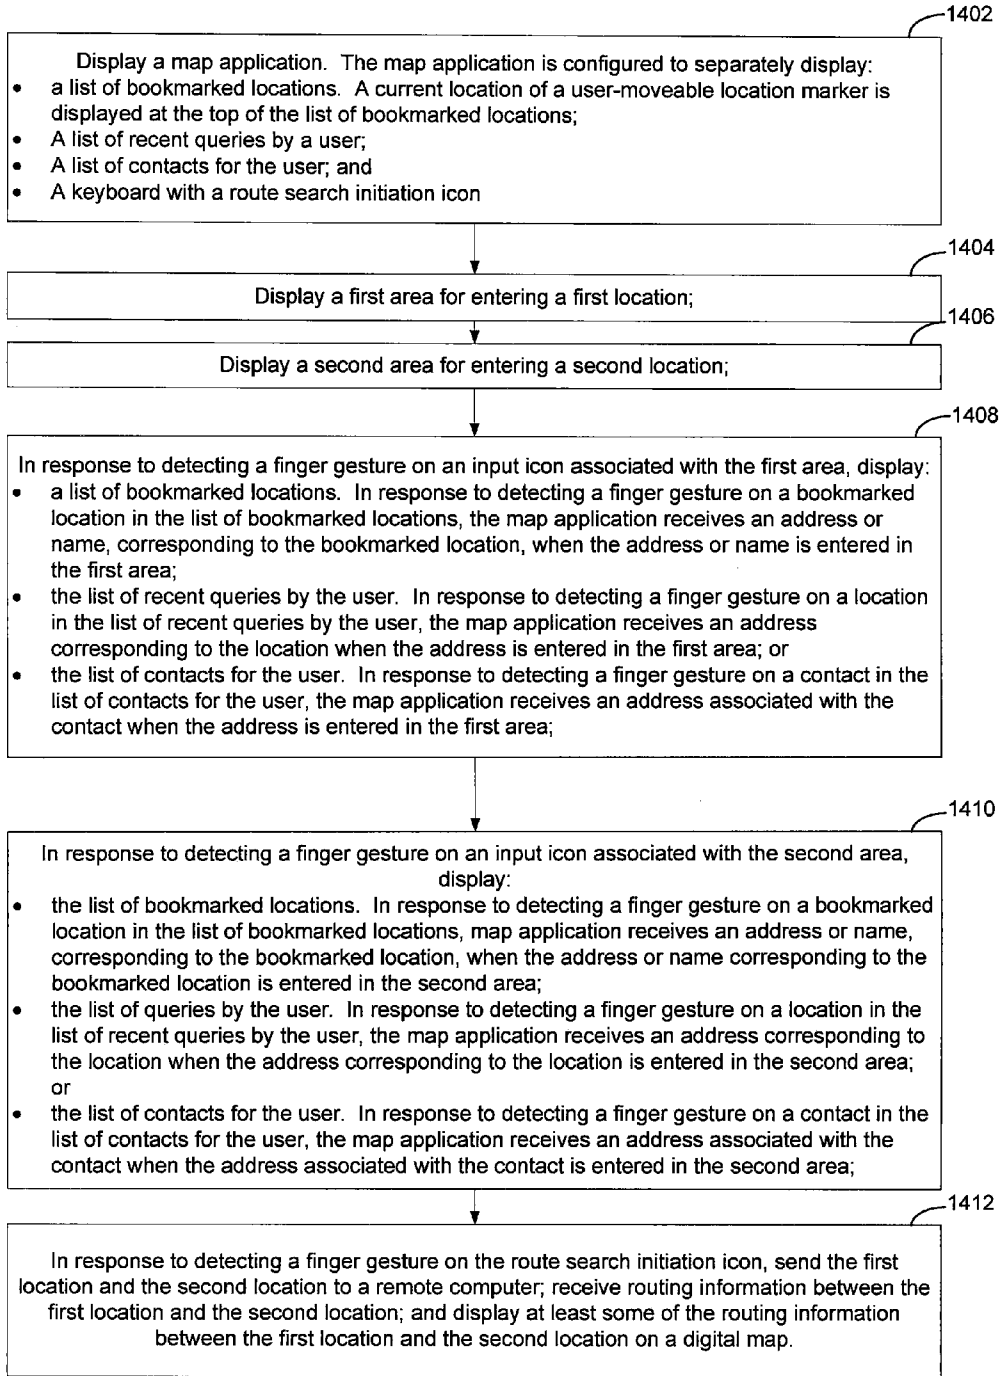 1402
Display a map application. The map application is configured to separately display:
• a list of bookmarked locations. A current location of a user-moveable location marker is
displayed at the top of the list of bookmarked locations;
• A list of recent queries by a user;
• A list of contacts for the user; and
• A keyboard with a route search initiation icon
1404
Display a first area for entering a first location;
1406
Display a second area for entering a second location;
1408
In response to detecting a finger gesture on an input icon associated with the first area, display:
• a list of bookmarked locations. In response to detecting a finger gesture on a bookmarked
location in the list of bookmarked locations, the map application receives an address or
name, corresponding to the bookmarked location, when the address or name is entered in
the first area;
• the list of recent queries by the user. In response to detecting a finger gesture on a location
in the list of recent queries by the user, the map application receives an address
corresponding to the location when the address is entered in the first area; or
• the list of contacts for the user. In response to detecting a finger gesture on a contact in the
list of contacts for the user, the map application receives an address associated with the
contact when the address is entered in the first area;
1410
In response to detecting a finger gesture on an input icon associated with the second area,
display:
• the list of bookmarked locations. In response to detecting a finger gesture on a bookmarked
location in the list of bookmarked locations, map application receives an address or name,
corresponding to the bookmarked location, when the address or name corresponding to the
bookmarked location is entered in the second area;
• the list of queries by the user. In response to detecting a finger gesture on a location in the
list of recent queries by the user, the map application receives an address corresponding to
the location when the address corresponding to the location is entered in the second area;
or
• the list of contacts for the user. In response to detecting a finger gesture on a contact in the
list of contacts for the user, the map application receives an address associated with the
contact when the address associated with the contact is entered in the second area;
1412
In response to detecting a finger gesture on the route search initiation icon, send the first
location and the second location to a remote computer; receive routing information between the
first location and the second location; and display at least some of the routing information
between the first location and the second location on a digital map.